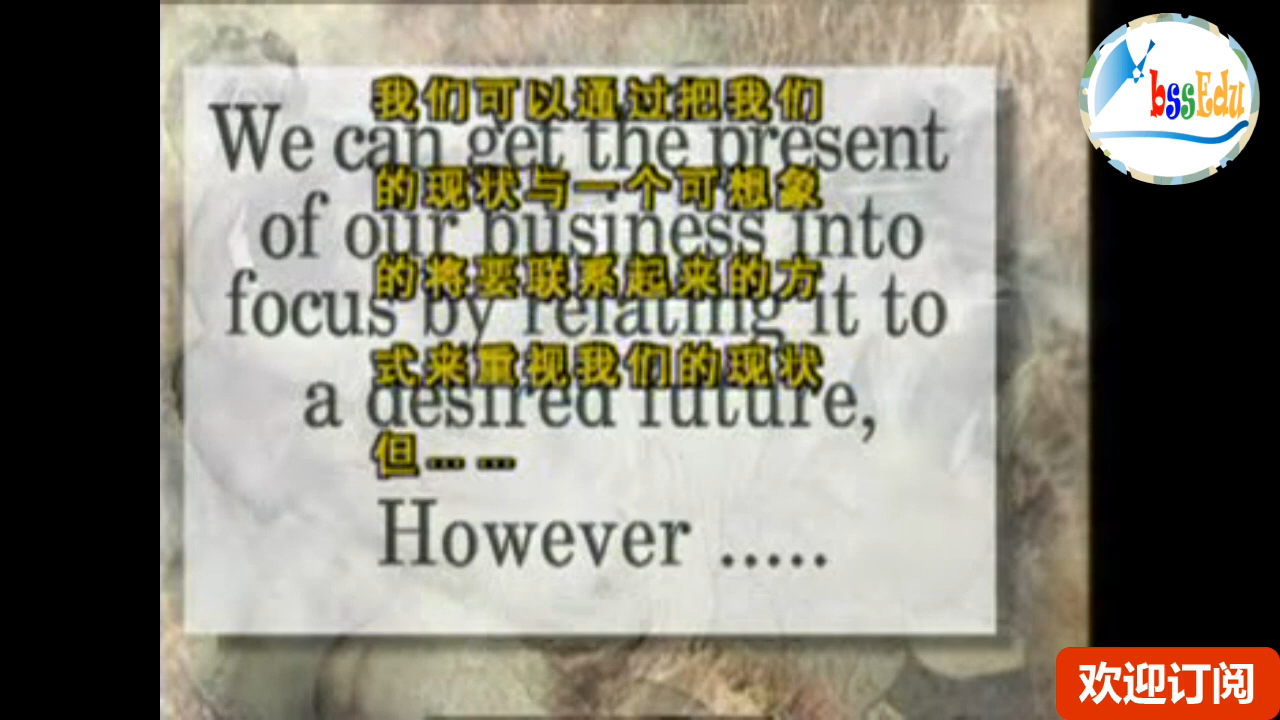 我们可以通过把我们
We can get the present
的现状与一个可想象
of our business into
的将要联系起来的方
focus by relating it to
式来重视我们的现状
a desired future,
但……
However .....
bssEdu
欢迎订阅